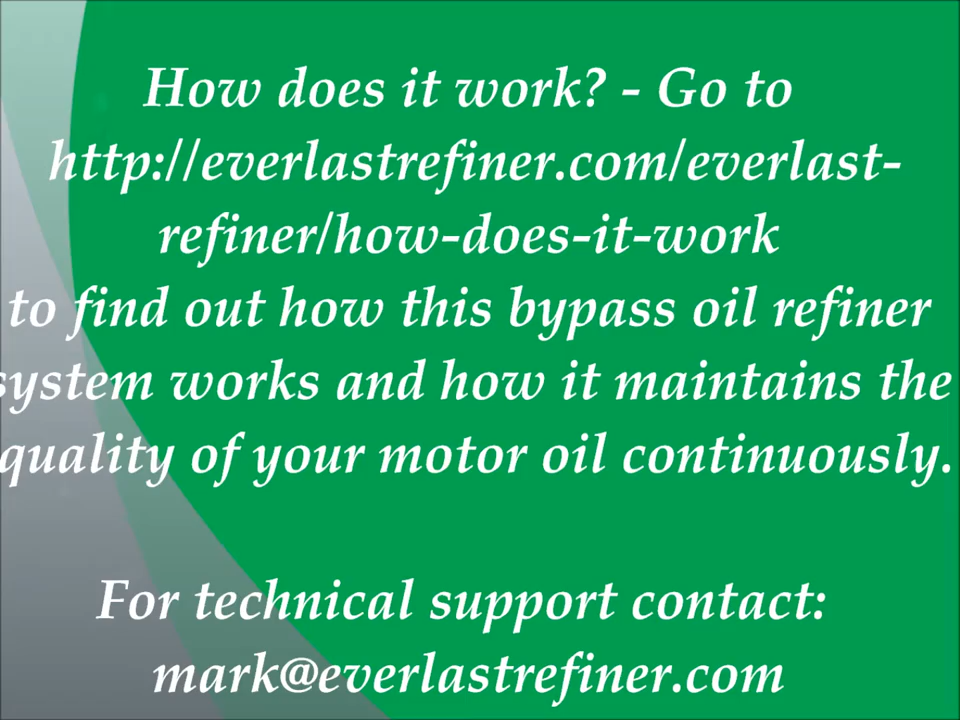 How does it work? - Go to
http://everlastrefiner.com/everlast-
refiner/how-does-it-work
to find out how this bypass oil refiner
system works and how it maintains the
quality of your motor oil continuously.
For technical support contact:
mark@everlastrefiner.com